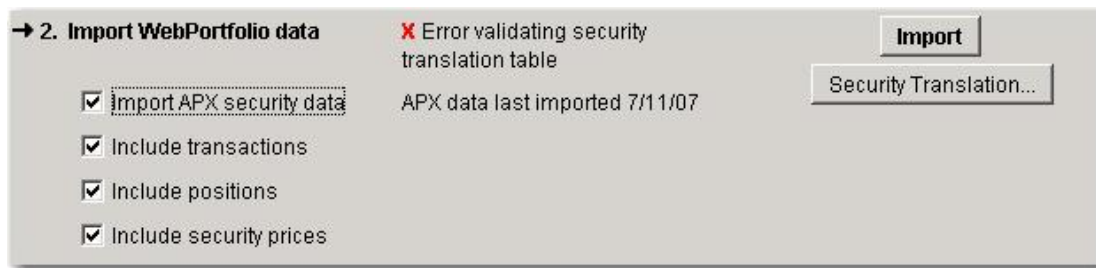 → 2. Import WebPortfolio data
X Error validating security
translation table
Import
Security Translation...
Import APX security data
APX data last imported 7/11/07
Include transactions
Include positions
Include security prices